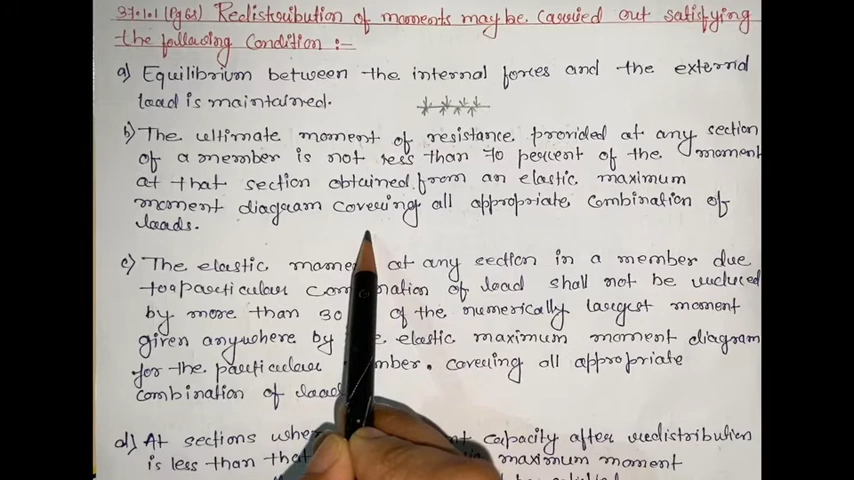 37.1.1 (Pg 68) Redistribution of moments may be carried out satisfying
the following condition :-
a) Equilibrium between the internal forces and the external
load is maintained.
b) The ultimate moment of resistance provided at any section
of a member is not less than 70 percent of the moment
at that section obtained from an elastic maximum
moment diagram covering all appropriate combination of
loads.
c) The elastic moment at any section in a member due
to a particular combination of load shall not be reduced
by more than 30 of the numerically largest moment
given anywhere by elastic maximum moment diagram
for the particular member. covering all appropriate
combination of load
d) At sections where capacity after redistribution
is less than that maximum moment